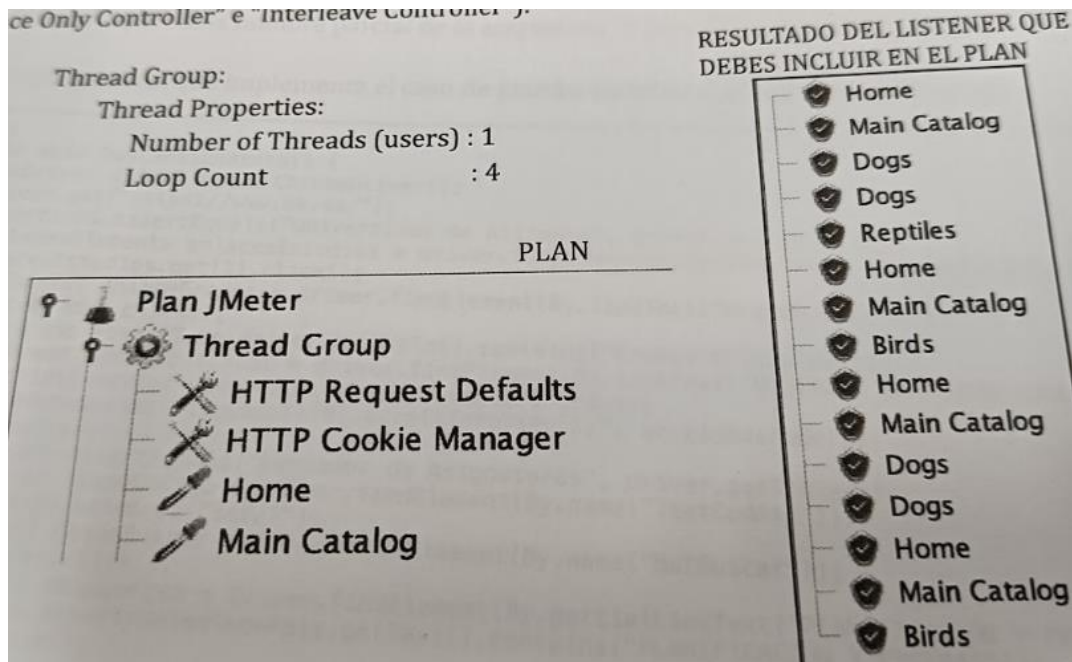 ce Only Controller" e "Interleave Controller").
Thread Group:
Thread Properties:
Number of Threads (users) : 1
Loop Count : 4
PLAN
Plan JMeter
Thread Group
HTTP Request Defaults
HTTP Cookie Manager
Home
Main Catalog
RESULTADO DEL LISTENER QUE
DEBES INCLUIR EN EL PLAN
Home
Main Catalog
Dogs
Dogs
Reptiles
Home
Main Catalog
Birds
Home
Main Catalog
Dogs
Dogs
Home
Main Catalog
Birds